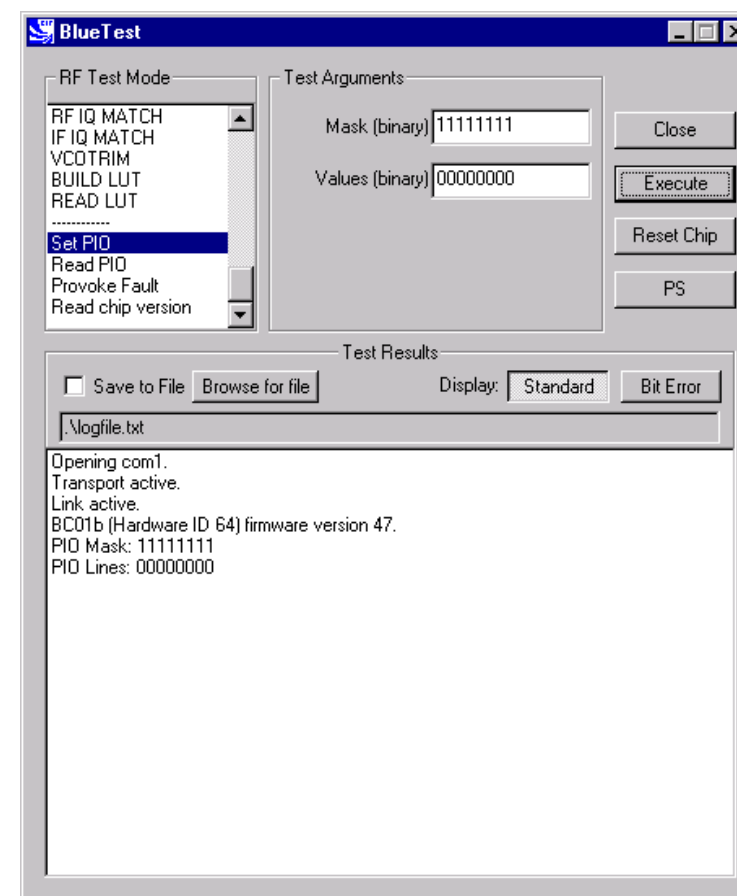 BlueTest
RF Test Mode
RF IQ MATCH
IF IQ MATCH
VCOTRIM
BUILD LUT
READ LUT
------------
Set PIO
Read PIO
Provoke Fault
Read chip version
Test Arguments
Mask (binary) 11111111
Values (binary) 00000000
Close
Execute
Reset Chip
PS
Test Results
Save to File Browse for file Display: Standard Bit Error
.\logfile.txt
Opening com1.
Transport active.
Link active.
BC01b (Hardware ID 64) firmware version 47.
PIO Mask: 11111111
PIO Lines: 00000000